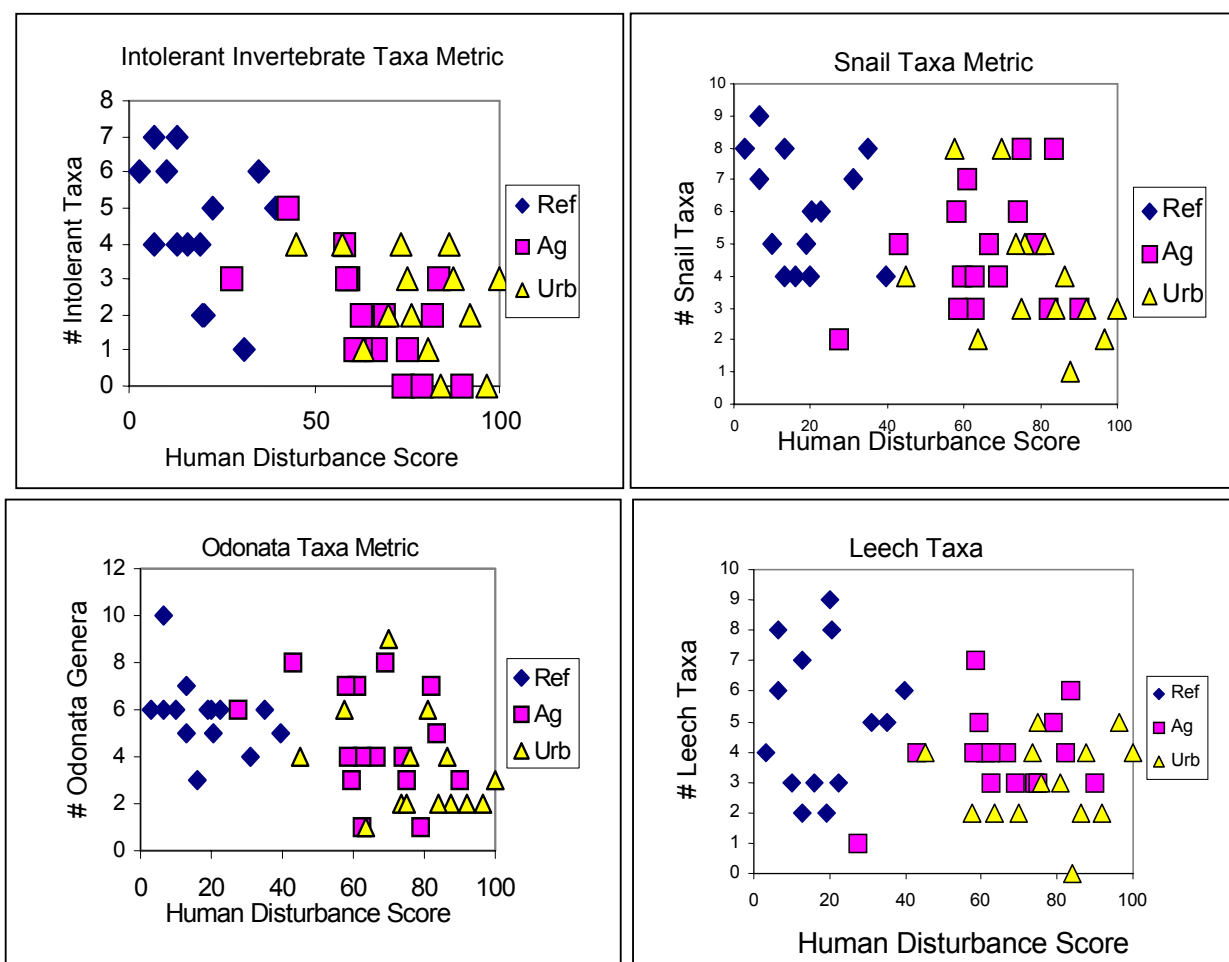 Intolerant Invertebrate Taxa Metric
# Intolerant Taxa
8
7
6
5
4
3
2
1
0
0
50
100
Human Disturbance Score
Ref
Ag
Urb
Snail Taxa Metric
# Snail Taxa
10
9
8
7
6
5
4
3
2
1
0
0
20
40
60
80
100
Human Disturbance Score
Ref
Ag
Urb
Odonata Taxa Metric
# Odonata Genera
12
10
8
6
4
2
0
0
20
40
60
80
100
Human Disturbance Score
Ref
Ag
Urb
Leech Taxa
# Leech Taxa
10
9
8
7
6
5
4
3
2
1
0
0
20
40
60
80
100
Human Disturbance Score
Ref
Ag
Urb